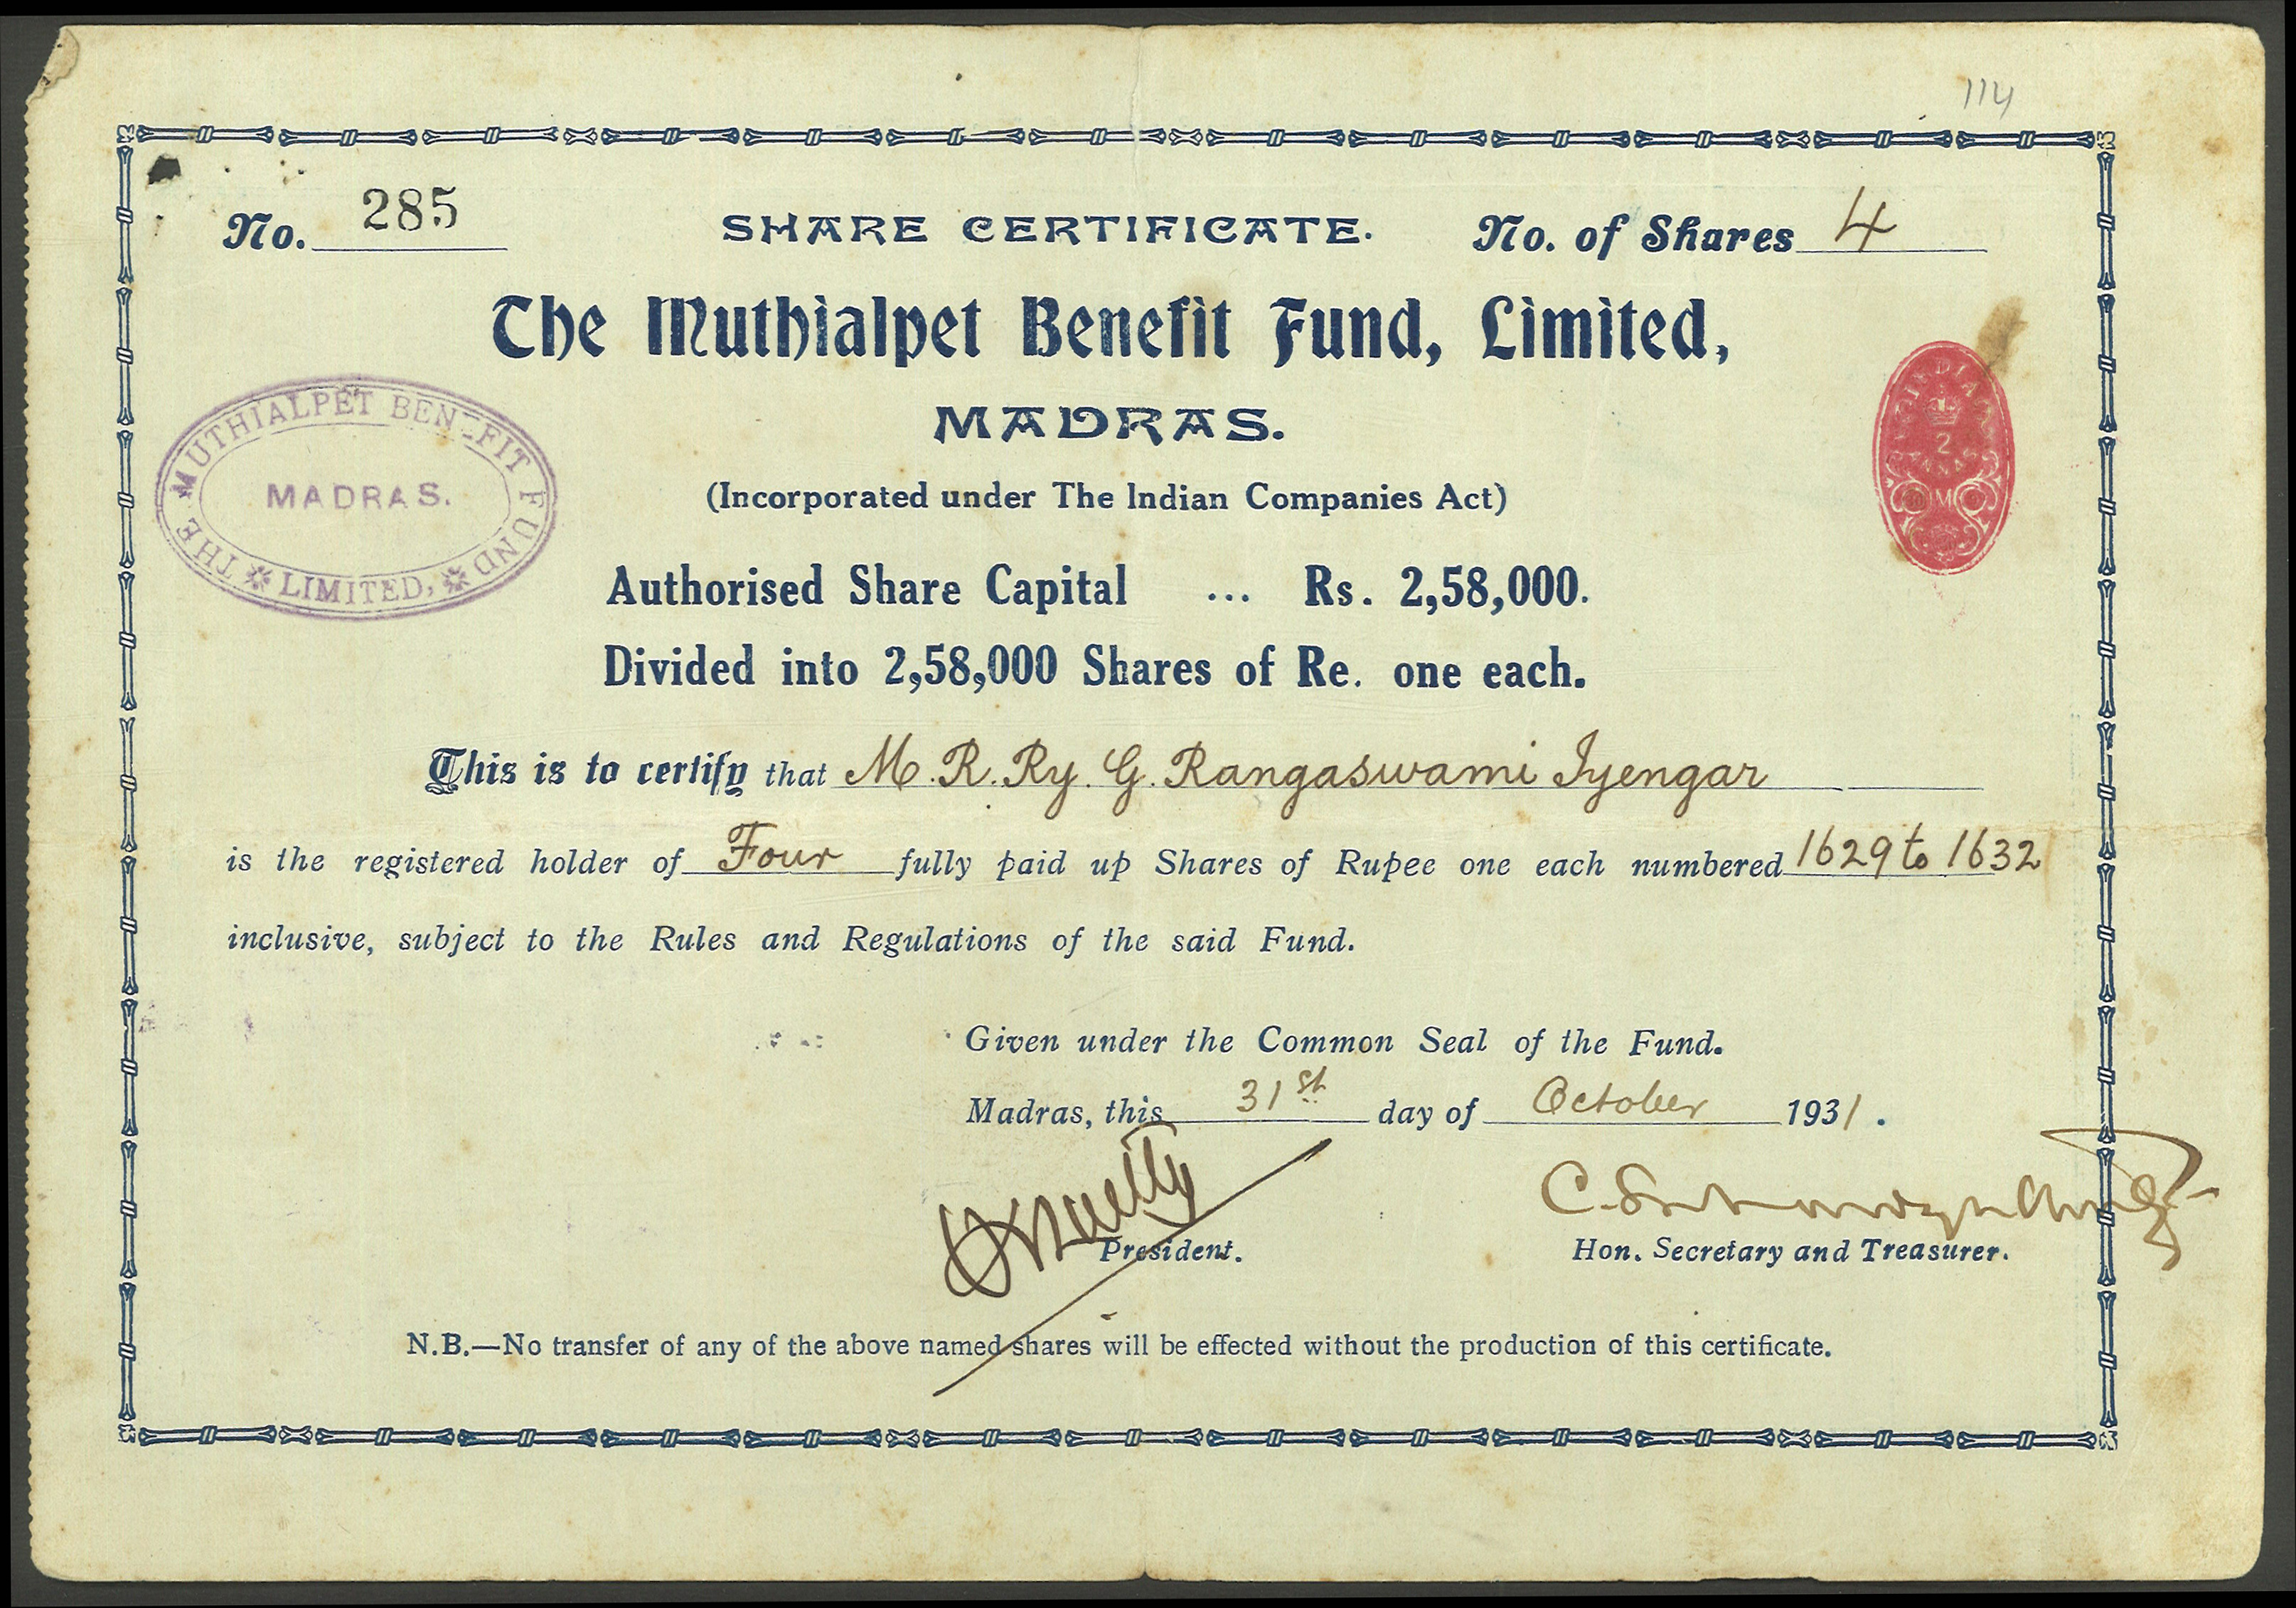 114
No. 285 SHARE CERTIFICATE. No. of Shares 4
The Muthialpet Benefit Fund, Limited,
MADRAS.
THE MUTHIALPET BENEFIT FUND
MADRAS.
LIMITED,
INDIA
2
ANNAS
(Incorporated under The Indian Companies Act)
Authorised Share Capital ... Rs. 2,58,000.
Divided into 2,58,000 Shares of Re. one each.
This is to certify that M.R.Ry. G. Rangaswami Iyengar
is the registered holder of Four fully paid up Shares of Rupee one each numbered 1629 to 1632
inclusive, subject to the Rules and Regulations of the said Fund.
Given under the Common Seal of the Fund.
Madras, this 31st day of October 1931.
President. Hon. Secretary and Treasurer.
N.B.—No transfer of any of the above named shares will be effected without the production of this certificate.